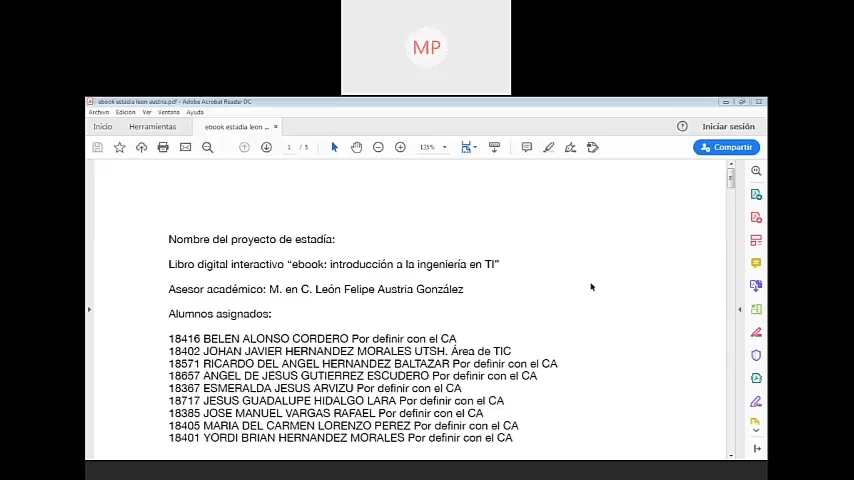 MP
ebook estadia leon austria.pdf - Adobe Acrobat Reader DC
Archivo Edición Ver Ventana Ayuda
Inicio Herramientas ebook estadia leon ... × Iniciar sesión
1 / 5 125% Compartir
Nombre del proyecto de estadía:
Libro digital interactivo “ebook: introducción a la ingeniería en TI”
Asesor académico: M. en C. León Felipe Austria González
Alumnos asignados:
18416 BELEN ALONSO CORDERO Por definir con el CA
18402 JOHAN JAVIER HERNANDEZ MORALES UTSH. Área de TIC
18571 RICARDO DEL ANGEL HERNANDEZ BALTAZAR Por definir con el CA
18657 ANGEL DE JESUS GUTIERREZ ESCUDERO Por definir con el CA
18367 ESMERALDA JESUS ARVIZU Por definir con el CA
18717 JESUS GUADALUPE HIDALGO LARA Por definir con el CA
18385 JOSE MANUEL VARGAS RAFAEL Por definir con el CA
18405 MARIA DEL CARMEN LORENZO PEREZ Por definir con el CA
18401 YORDI BRIAN HERNANDEZ MORALES Por definir con el CA